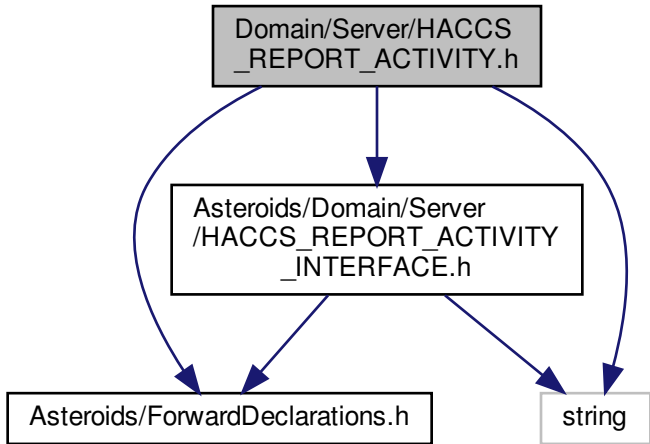 Domain/Server/HACCS
_REPORT_ACTIVITY.h
Asteroids/Domain/Server
/HACCS_REPORT_ACTIVITY
_INTERFACE.h
Asteroids/ForwardDeclarations.h
string